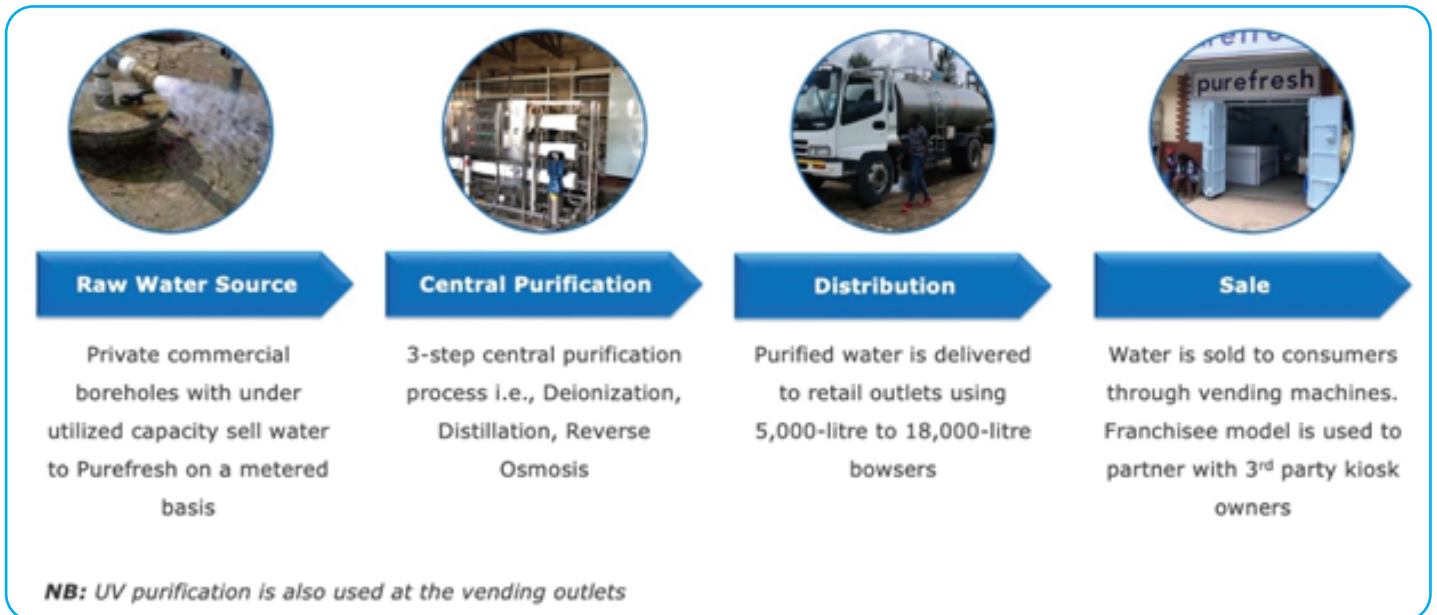 purefresh
Raw Water Source
Private commercial
boreholes with under
utilized capacity sell water
to Purefresh on a metered
basis
Central Purification
3-step central purification
process i.e., Deionization,
Distillation, Reverse
Osmosis
Distribution
Purified water is delivered
to retail outlets using
5,000-litre to 18,000-litre
bowsers
Sale
Water is sold to consumers
through vending machines.
Franchisee model is used to
partner with 3rd party kiosk
owners
NB: UV purification is also used at the vending outlets